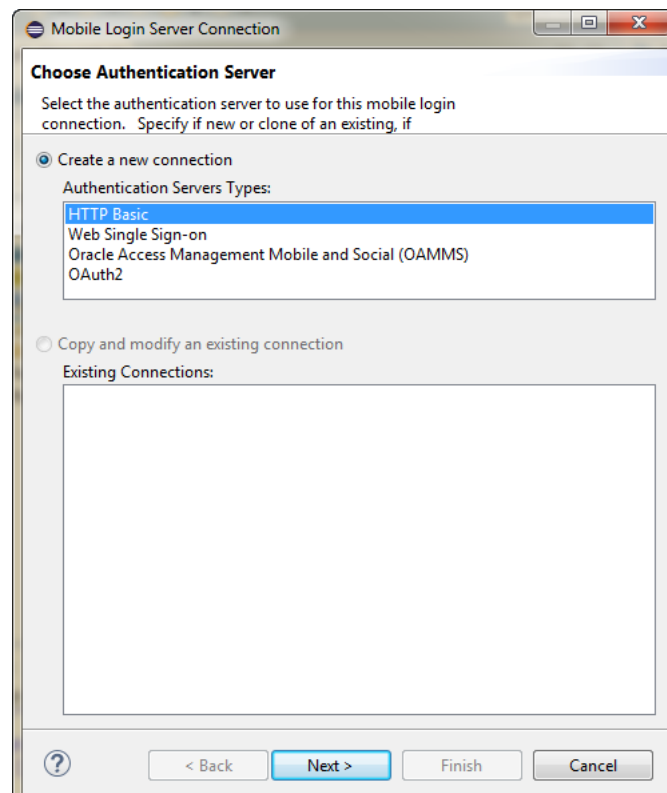 Mobile Login Server Connection
Choose Authentication Server
Select the authentication server to use for this mobile login
connection.   Specify if new or clone of an existing, if
Create a new connection
Authentication Servers Types:
HTTP Basic
Web Single Sign-on
Oracle Access Management Mobile and Social (OAMMS)
OAuth2
Copy and modify an existing connection
Existing Connections:
? < Back Next > Finish Cancel